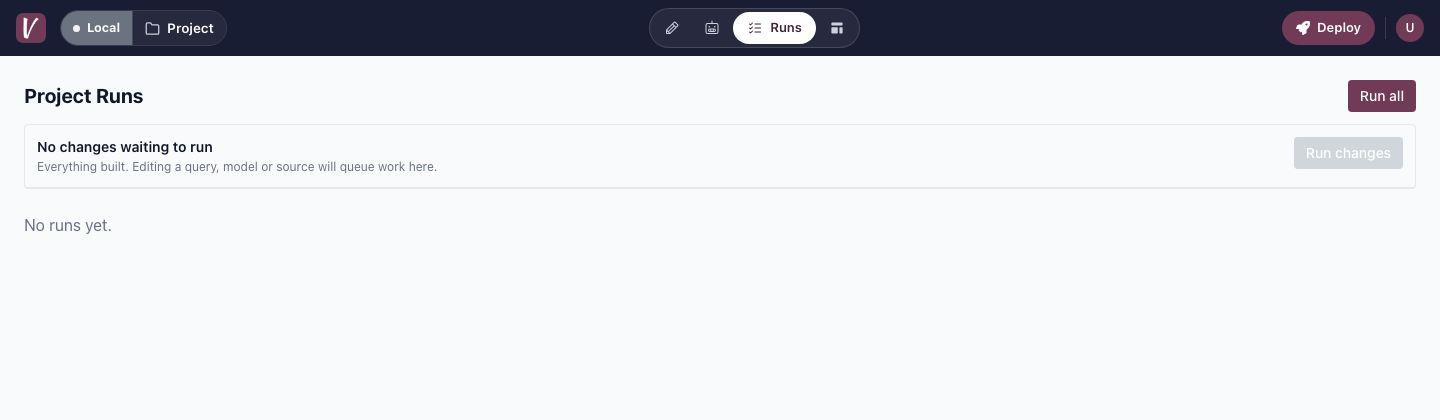 V
Local
Project
Runs
Deploy
U
Project Runs
Run all
No changes waiting to run
Everything built. Editing a query, model or source will queue work here.
Run changes
No runs yet.